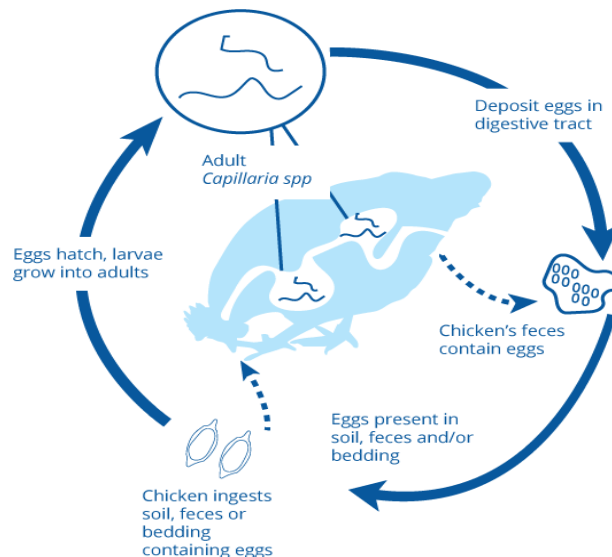 Deposit eggs in
digestive tract
Adult
Capillaria spp
Eggs hatch, larvae
grow into adults
Chicken's feces
contain eggs
Eggs present in
soil, feces and/or
bedding
Chicken ingests
soil, feces or
bedding
containing eggs